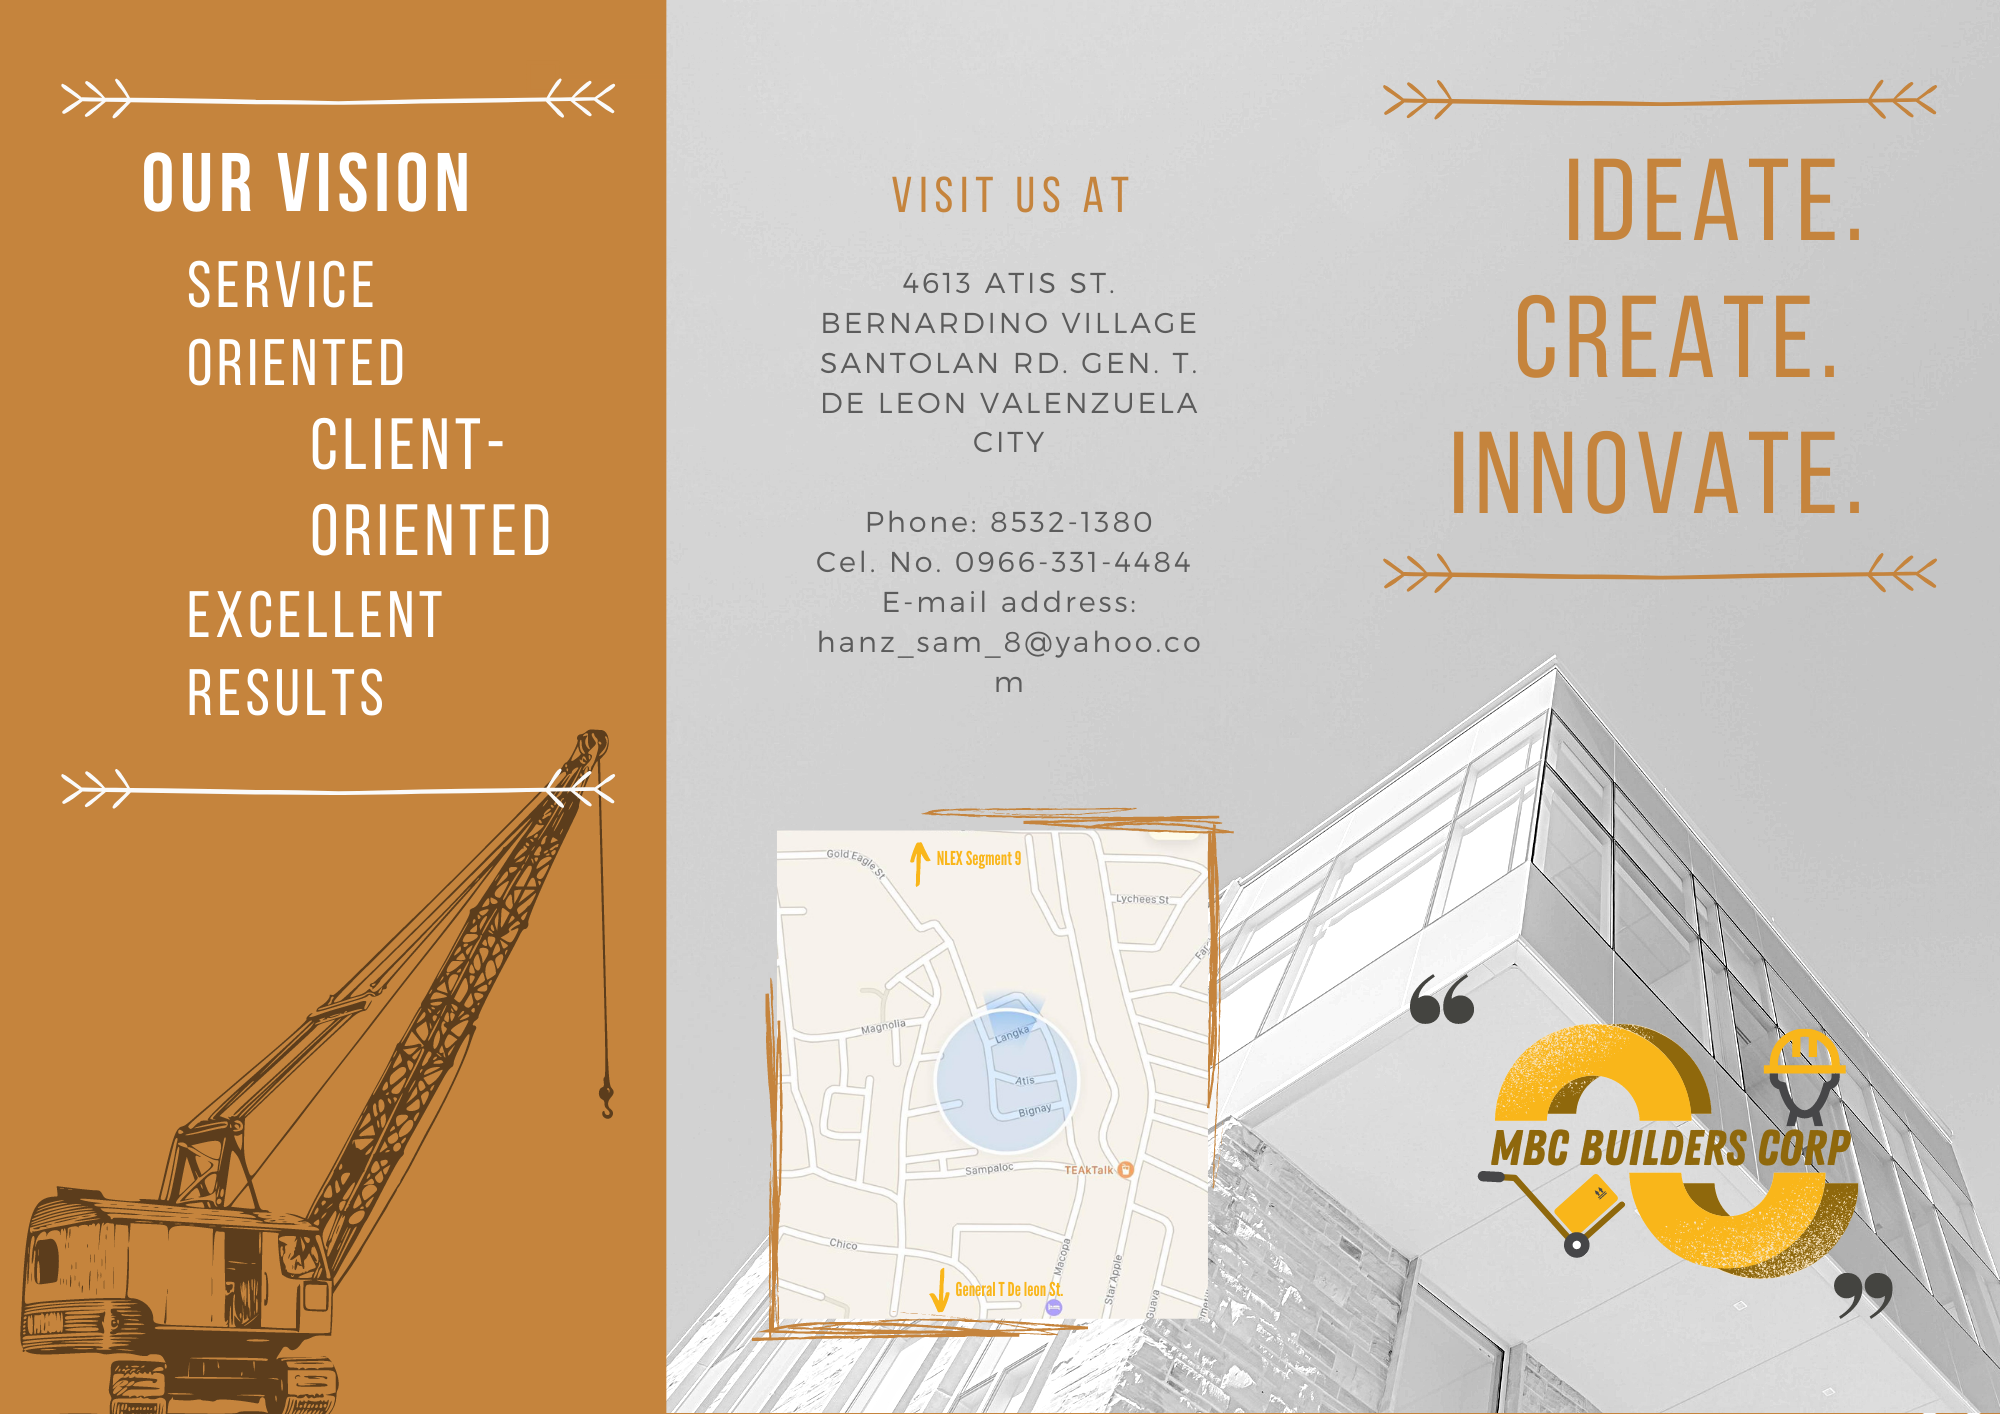 OUR VISION
SERVICE
ORIENTED
CLIENT-
ORIENTED
EXCELLENT
RESULTS
VISIT US AT
4613 ATIS ST.
BERNARDINO VILLAGE
SANTOLAN RD. GEN. T.
DE LEON VALENZUELA
CITY
Phone: 8532-1380
Cel. No. 0966-331-4484
E-mail address:
hanz_sam_8@yahoo.co
m
NLEX Segment 9
Gold Eagle St
Lychees St
Magnolia
Langka
Atis
Bignay
Sampaloc
TEAkTalk
Chico
Macopa
Star Apple
Guava
General T De leon St.
IDEATE.
CREATE.
INNOVATE.
“
MBC BUILDERS CORP
”